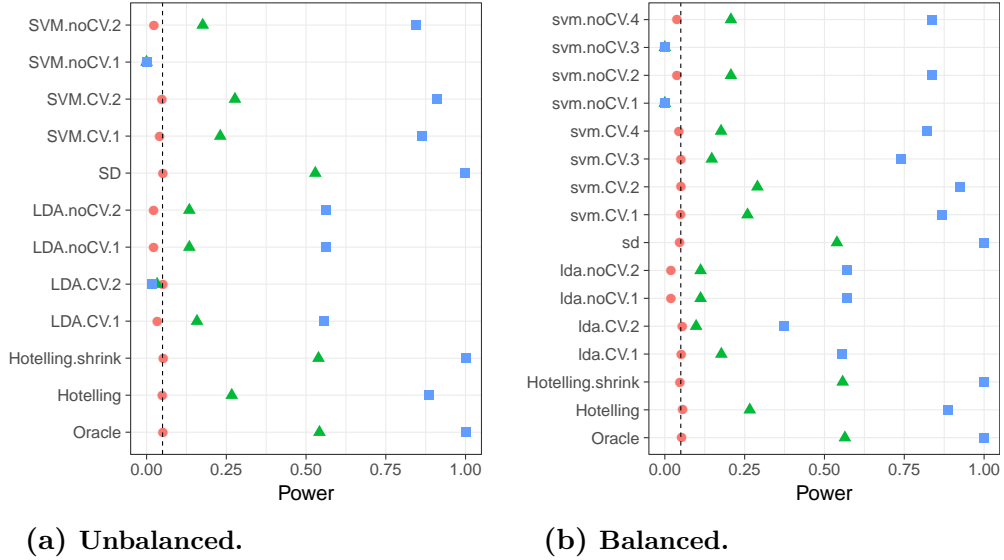 SVM.noCV.2
SVM.noCV.1
SVM.CV.2
SVM.CV.1
SD
LDA.noCV.2
LDA.noCV.1
LDA.CV.2
LDA.CV.1
Hotelling.shrink
Hotelling
Oracle
0.00 0.25 0.50 0.75 1.00
Power
(a) Unbalanced.
svm.noCV.4
svm.noCV.3
svm.noCV.2
svm.noCV.1
svm.CV.4
svm.CV.3
svm.CV.2
svm.CV.1
sd
lda.noCV.2
lda.noCV.1
lda.CV.2
lda.CV.1
Hotelling.shrink
Hotelling
Oracle
0.00 0.25 0.50 0.75 1.00
Power
(b) Balanced.